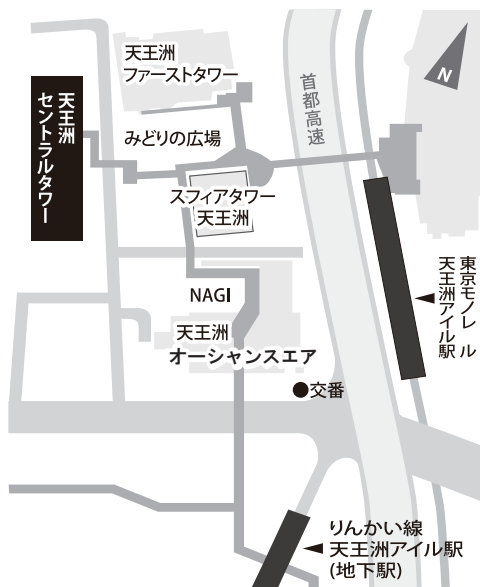 天王洲
ファーストタワー
首都高速
N
天王洲
セントラルタワー
みどりの広場
スフィアタワー
天王洲
東京モノレール
天王洲アイル駅
NAGI
天王洲
オーシャンスエア
●交番
りんかい線
天王洲アイル駅
(地下駅)